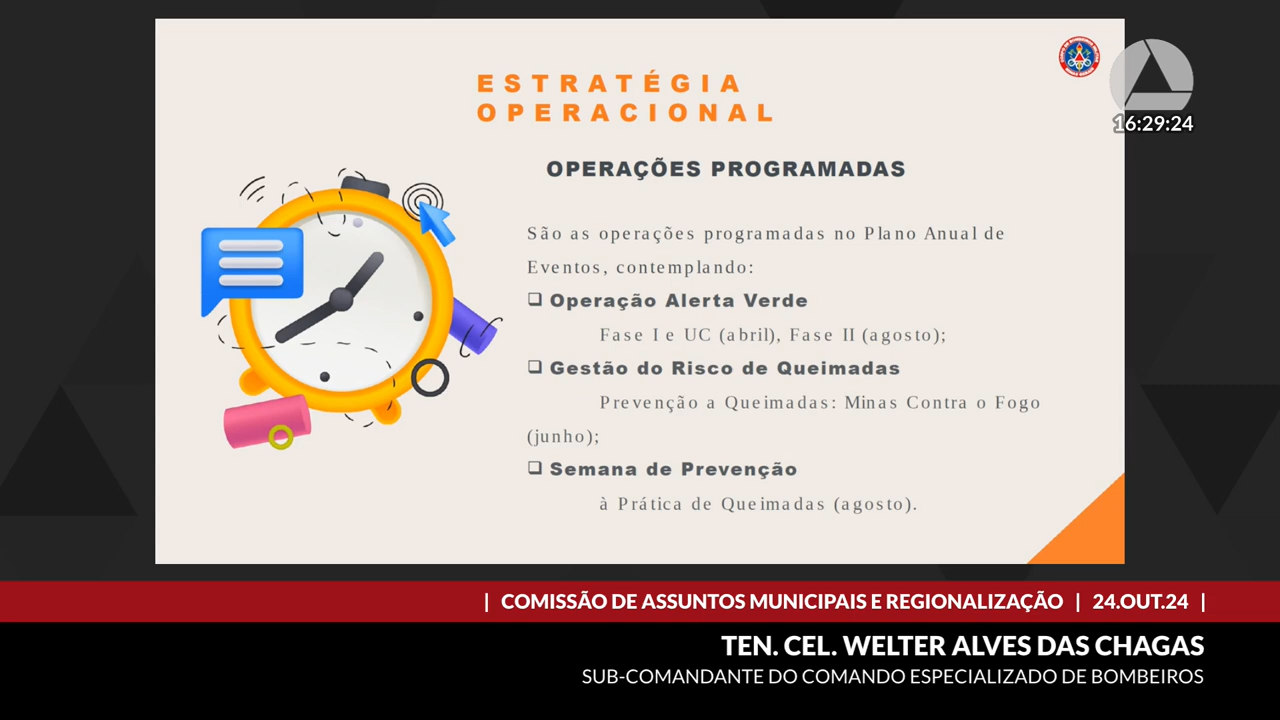 ESTRATÉGIA
OPERACIONAL
16:29:24
OPERAÇÕES PROGRAMADAS
São as operações programadas no Plano Anual de
Eventos, contemplando:
❑ Operação Alerta Verde
Fase I e UC (abril), Fase II (agosto);
❑ Gestão do Risco de Queimadas
Prevenção a Queimadas: Minas Contra o Fogo
(junho);
❑ Semana de Prevenção
à Prática de Queimadas (agosto).
| COMISSÃO DE ASSUNTOS MUNICIPAIS E REGIONALIZAÇÃO | 24.OUT.24 |
TEN. CEL. WELTER ALVES DAS CHAGAS
SUB-COMANDANTE DO COMANDO ESPECIALIZADO DE BOMBEIROS